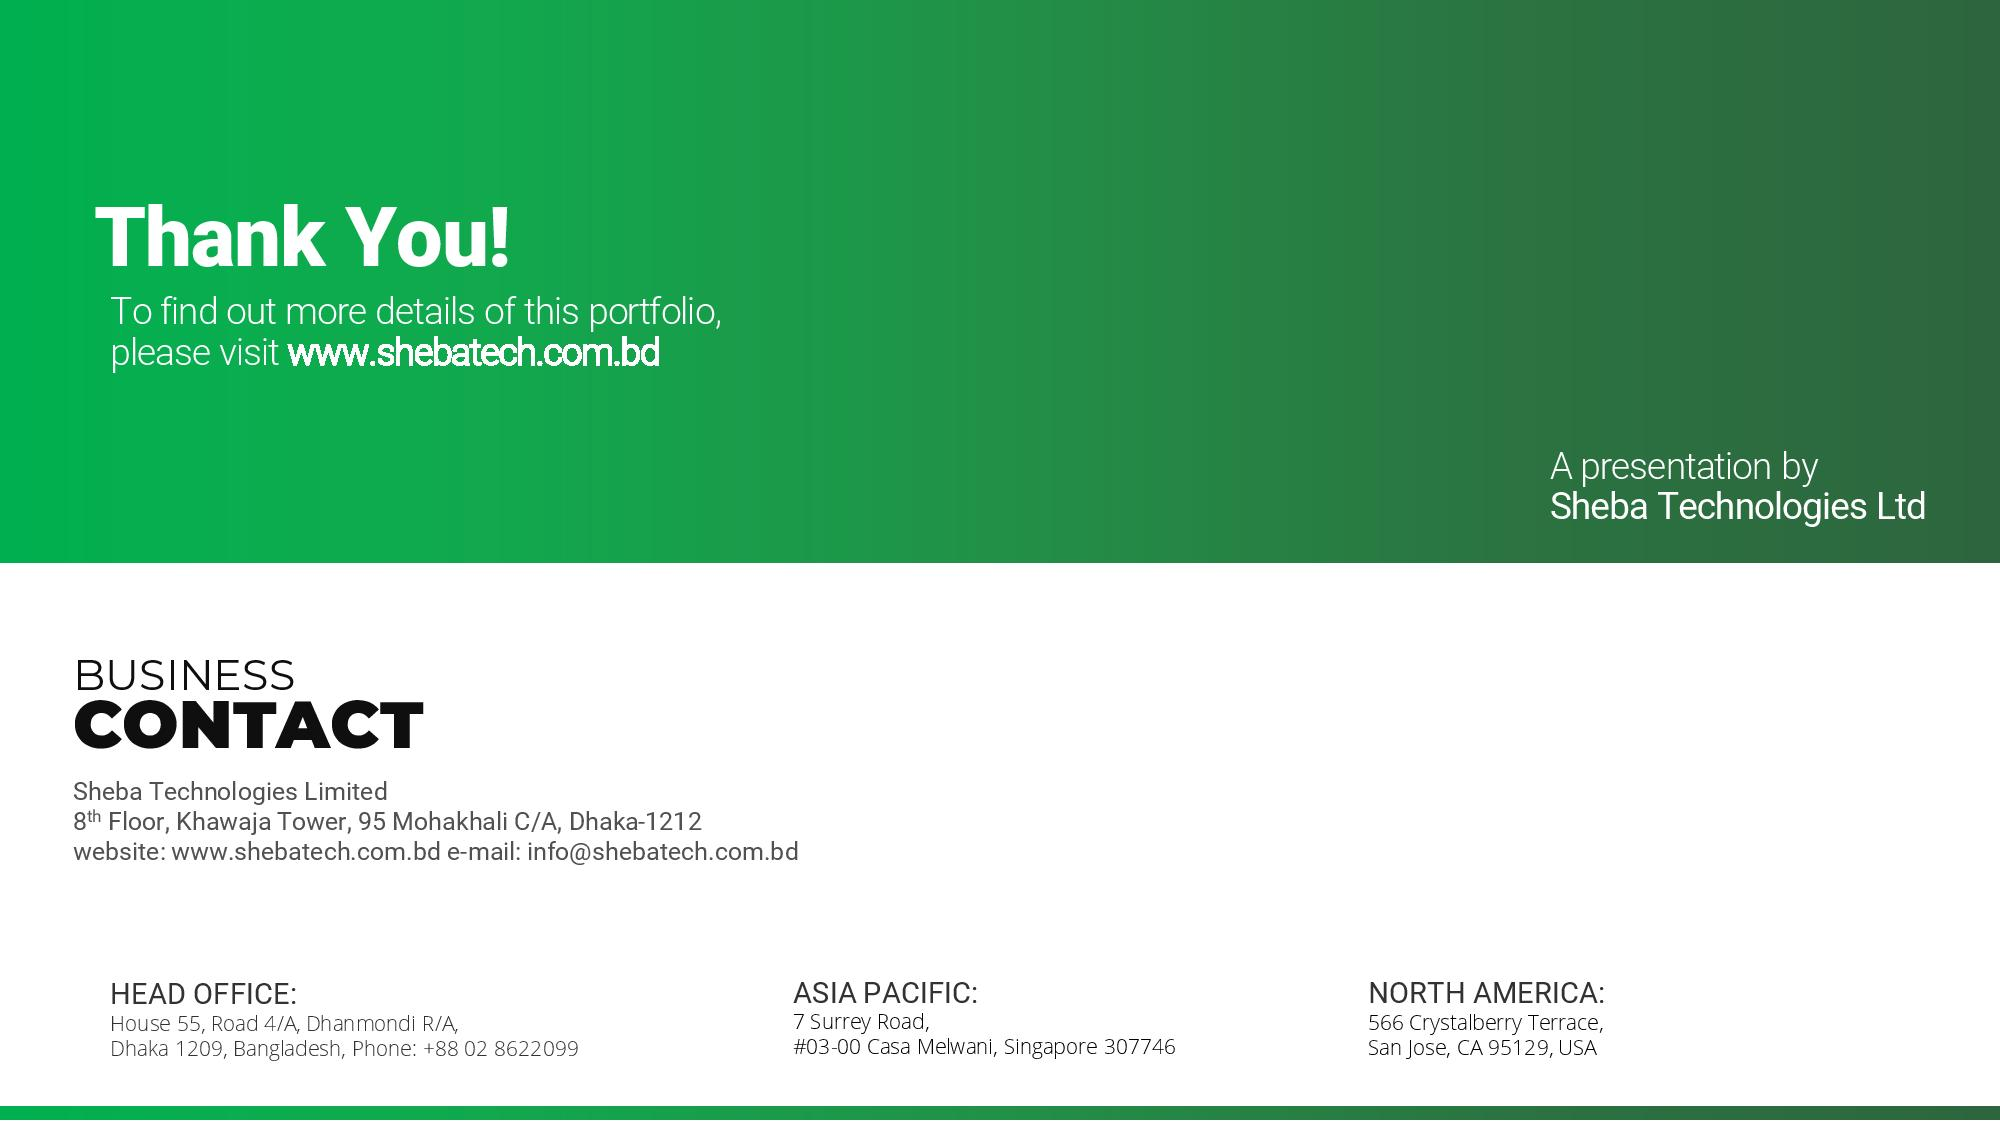 Thank You!
To find out more details of this portfolio,
please visit www.shebatech.com.bd
A presentation by
Sheba Technologies Ltd
BUSINESS
CONTACT
Sheba Technologies Limited
8th Floor, Khawaja Tower, 95 Mohakhali C/A, Dhaka-1212
website: www.shebatech.com.bd e-mail: info@shebatech.com.bd
HEAD OFFICE:
House 55, Road 4/A, Dhanmondi R/A,
Dhaka 1209, Bangladesh, Phone: +88 02 8622099
ASIA PACIFIC:
7 Surrey Road,
#03-00 Casa Melwani, Singapore 307746
NORTH AMERICA:
566 Crystalberry Terrace,
San Jose, CA 95129, USA